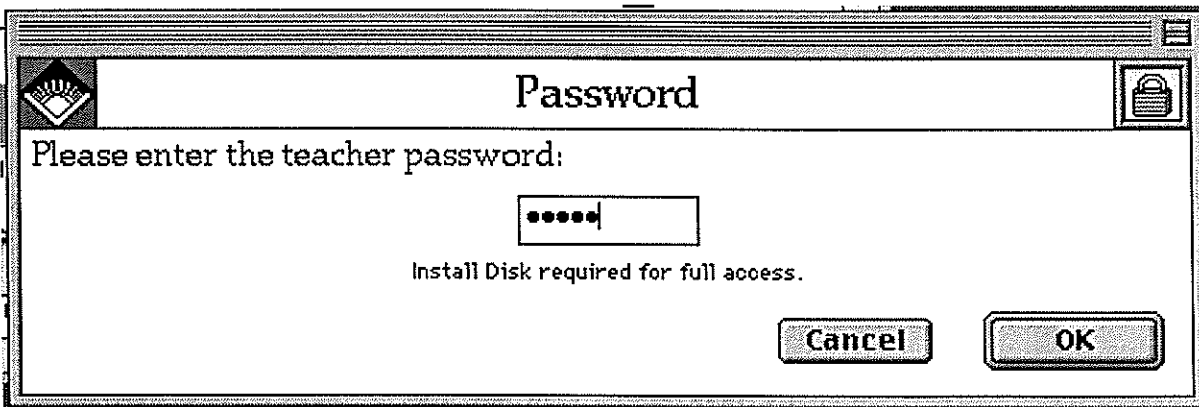 Password
Please enter the teacher password:
•••••
Install Disk required for full access.
Cancel
OK